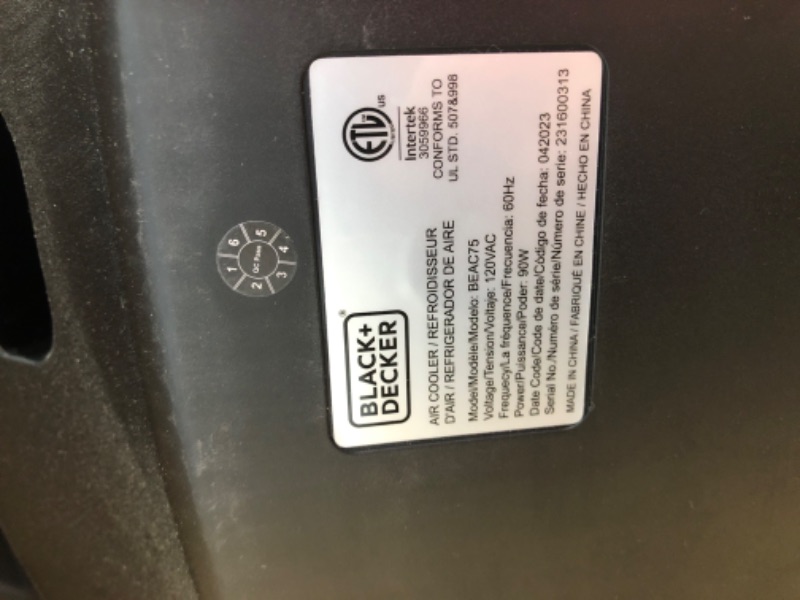 BLACK+
DECKER®
AIR COOLER / REFROIDISSEUR
D'AIR / REFRIGERADOR DE AIRE
Model/Modèle/Modelo: BEAC75
Voltage/Tension/Voltaje: 120VAC
Frequecy/La fréquence/Frecuencia: 60Hz
Power/Puissance/Poder: 90W
Date Code/Code de date/Código de fecha: 042023
Serial No./Numéro de série/Número de serie: 231600313
MADE IN CHINA / FABRIQUÉ EN CHINE / HECHO EN CHINA
ETL US
Intertek
3059966
CONFORMS TO
UL STD. 507&998
QC Pass
1 2 3 4 5 6